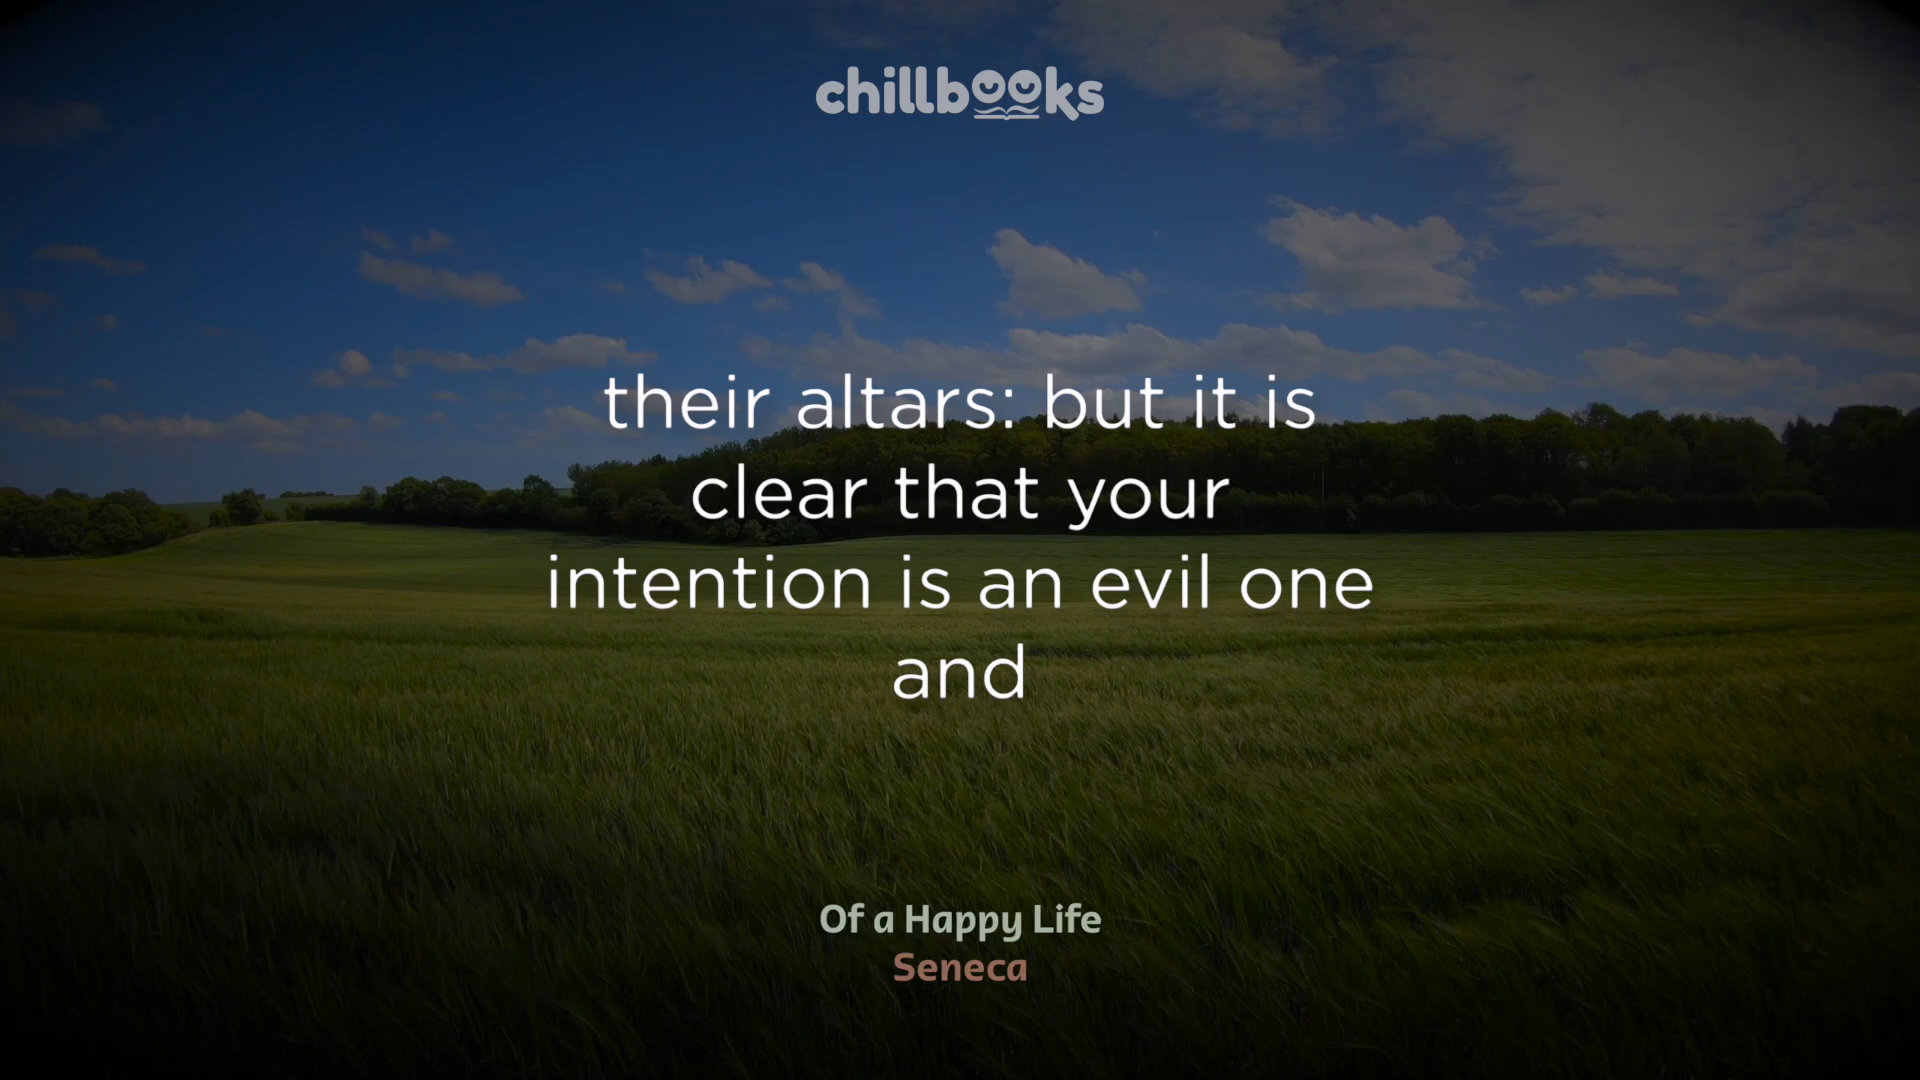 chillbooks
their altars: but it is
clear that your
intention is an evil one
and
Of a Happy Life
Seneca